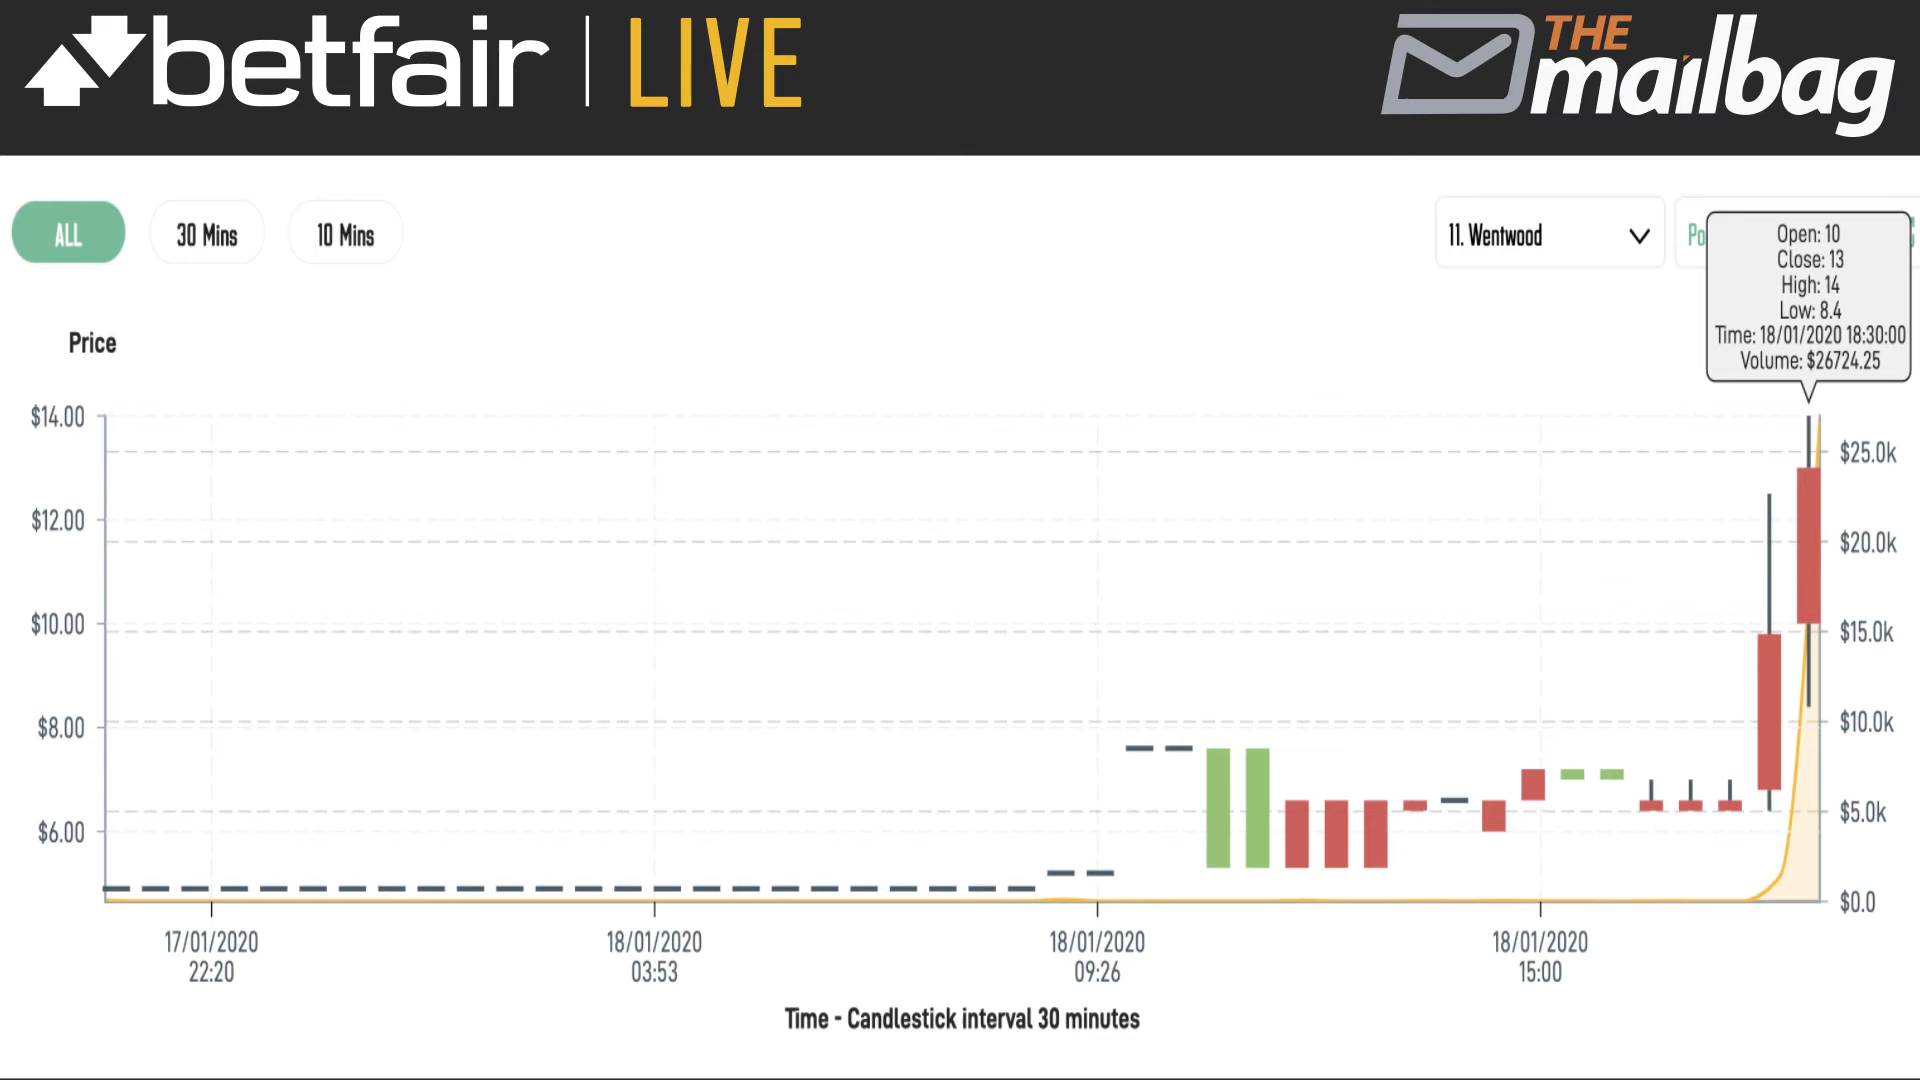 betfair LIVE
THE
mailbag
ALL
30 Mins
10 Mins
11. Wentwood
Po
Open: 10
Close: 13
High: 14
Low: 8.4
Time: 18/01/2020 18:30:00
Volume: $26724.25
Price
$14.00
$12.00
$10.00
$8.00
$6.00
$25.0k
$20.0k
$15.0k
$10.0k
$5.0k
$0.0
17/01/2020
22:20
18/01/2020
03:53
18/01/2020
09:26
18/01/2020
15:00
Time - Candlestick interval 30 minutes